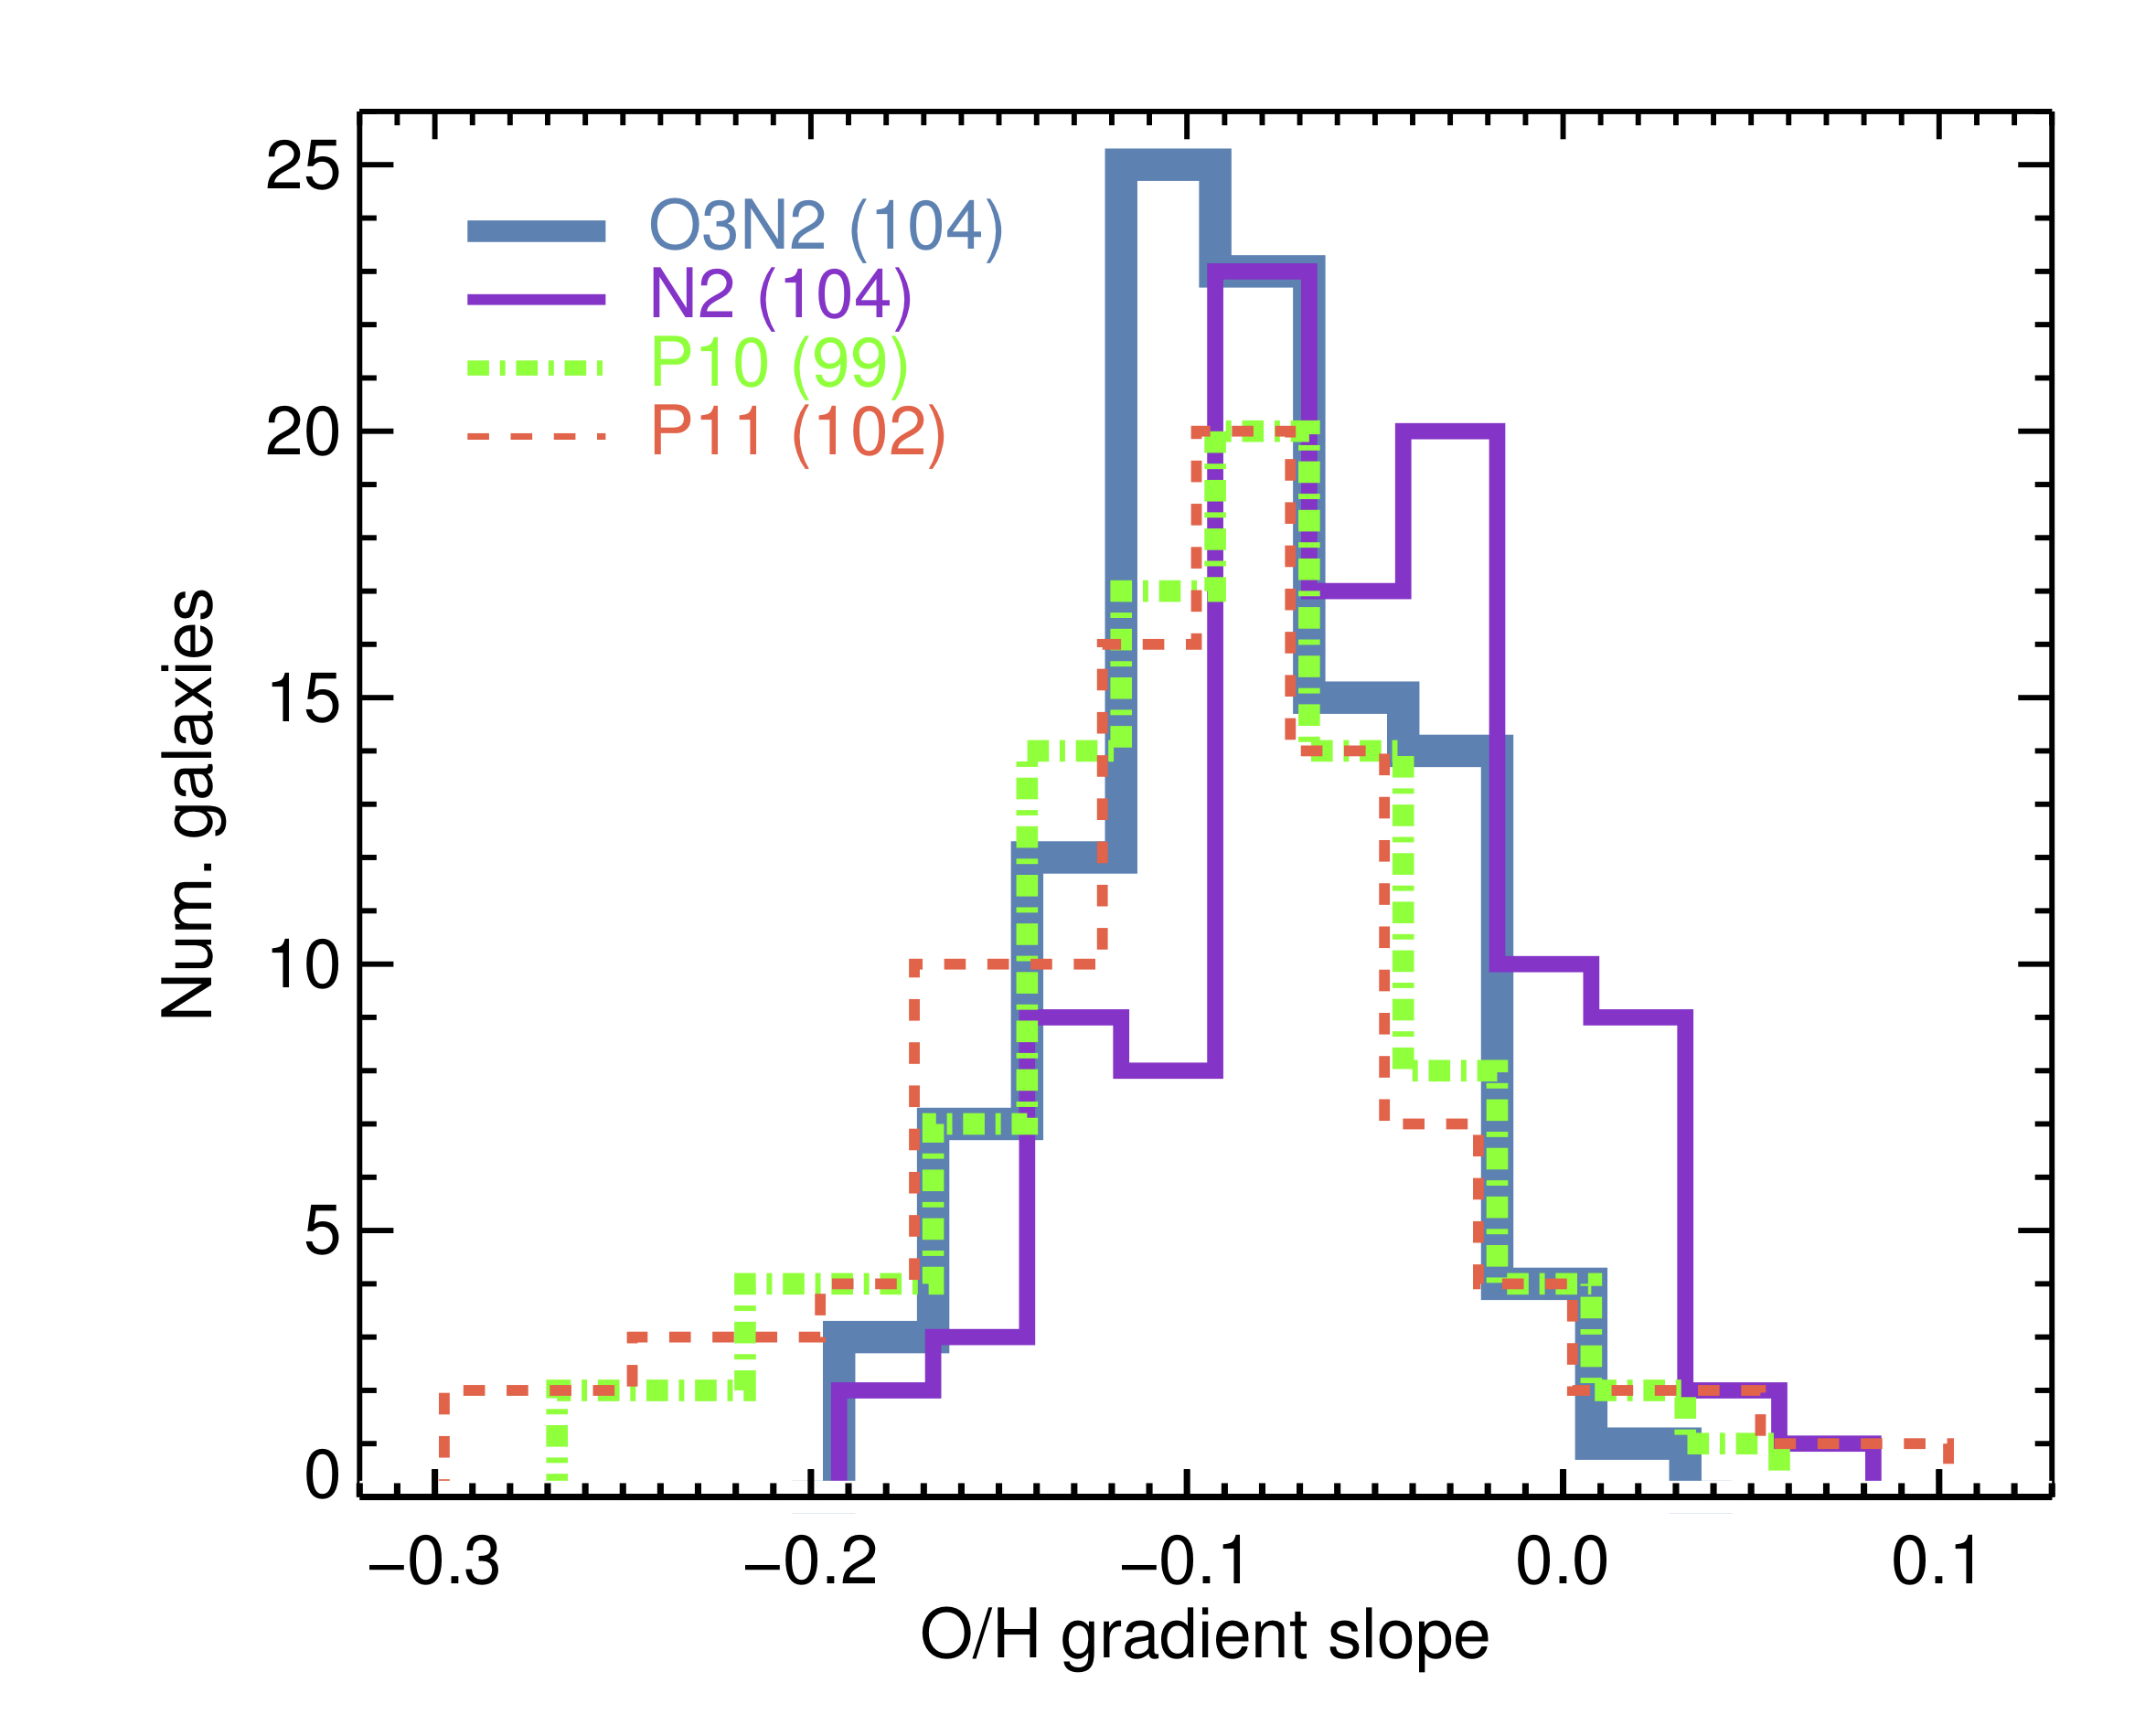 25
20
15
10
5
0
Num. galaxies
O3N2 (104)
N2 (104)
P10 (99)
P11 (102)
−0.3 −0.2 −0.1 0.0 0.1
O/H gradient slope